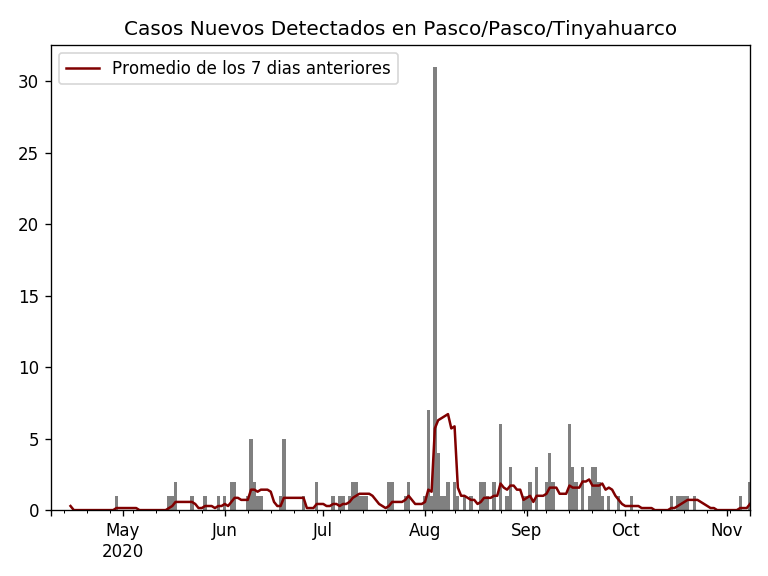 Casos Nuevos Detectados en Pasco/Pasco/Tinyahuarco
Promedio de los 7 dias anteriores
30
25
20
15
10
5
0
May Jun Jul Aug Sep Oct Nov
2020